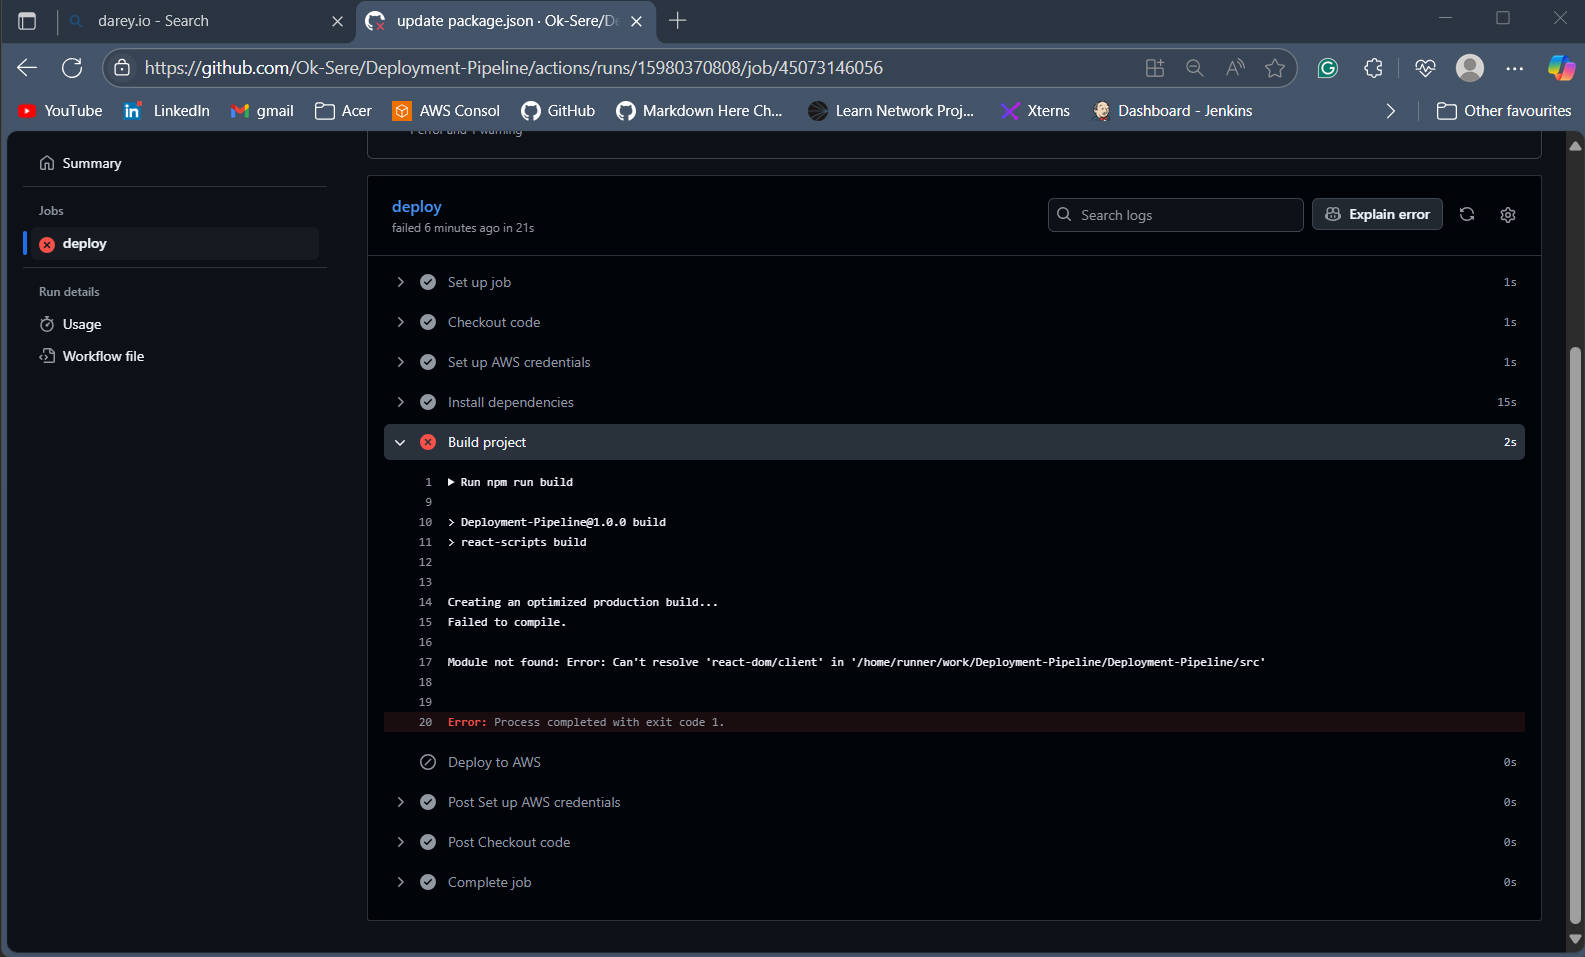 darey.io - Search
update package.json · Ok-Sere/De
https://github.com/Ok-Sere/Deployment-Pipeline/actions/runs/15980370808/job/45073146056
YouTube LinkedIn gmail Acer AWS Consol GitHub Markdown Here Ch... Learn Network Proj... Xterns Dashboard - Jenkins Other favourites
1 error and 1 warning
Summary
Jobs
deploy
Run details
Usage
Workflow file
deploy
failed 6 minutes ago in 21s
Search logs
Explain error
Set up job 1s
Checkout code 1s
Set up AWS credentials 1s
Install dependencies 15s
Build project 2s
1 Run npm run build
9
10 > Deployment-Pipeline@1.0.0 build
11 > react-scripts build
12
13
14 Creating an optimized production build...
15 Failed to compile.
16
17 Module not found: Error: Can't resolve 'react-dom/client' in '/home/runner/work/Deployment-Pipeline/Deployment-Pipeline/src'
18
19
20 Error: Process completed with exit code 1.
Deploy to AWS 0s
Post Set up AWS credentials 0s
Post Checkout code 0s
Complete job 0s